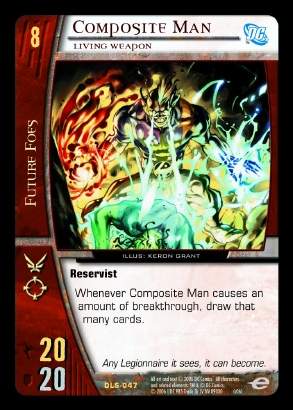 8
COMPOSITE MAN
LIVING WEAPON
DC
FUTURE FOES
ILLUS: KERON GRANT
Reservist
Whenever Composite Man causes an
amount of breakthrough, draw that
many cards.
20
20
Any Legionnaire it sees, it can become.
DLS-047